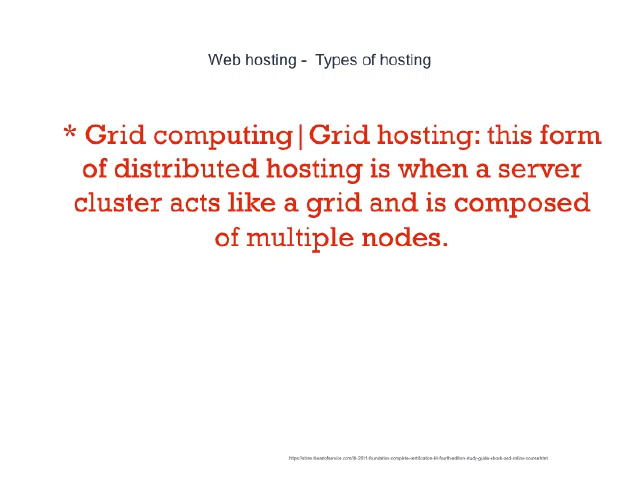 Web hosting - Types of hosting
* Grid computing|Grid hosting: this form
of distributed hosting is when a server
cluster acts like a grid and is composed
of multiple nodes.